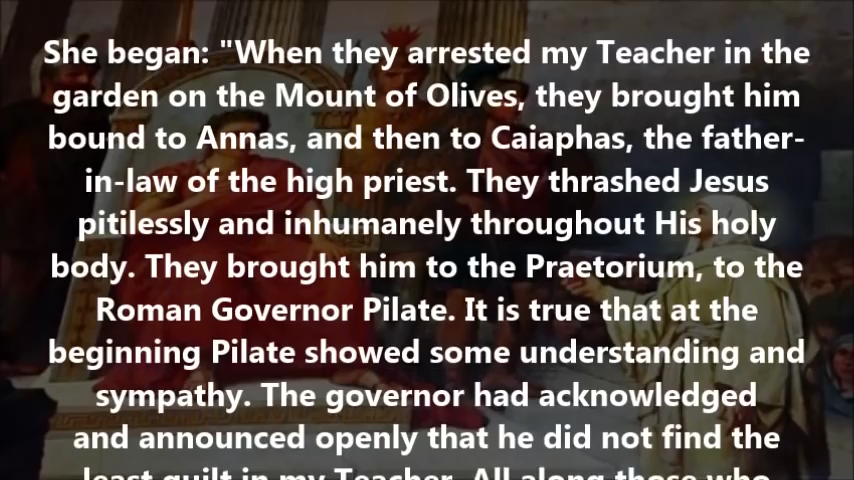 She began: "When they arrested my Teacher in the
garden on the Mount of Olives, they brought him
bound to Annas, and then to Caiaphas, the father-
in-law of the high priest. They thrashed Jesus
pitilessly and inhumanely throughout His holy
body. They brought him to the Praetorium, to the
Roman Governor Pilate. It is true that at the
beginning Pilate showed some understanding and
sympathy. The governor had acknowledged
and announced openly that he did not find the
least guilt in my Teacher. All along those who